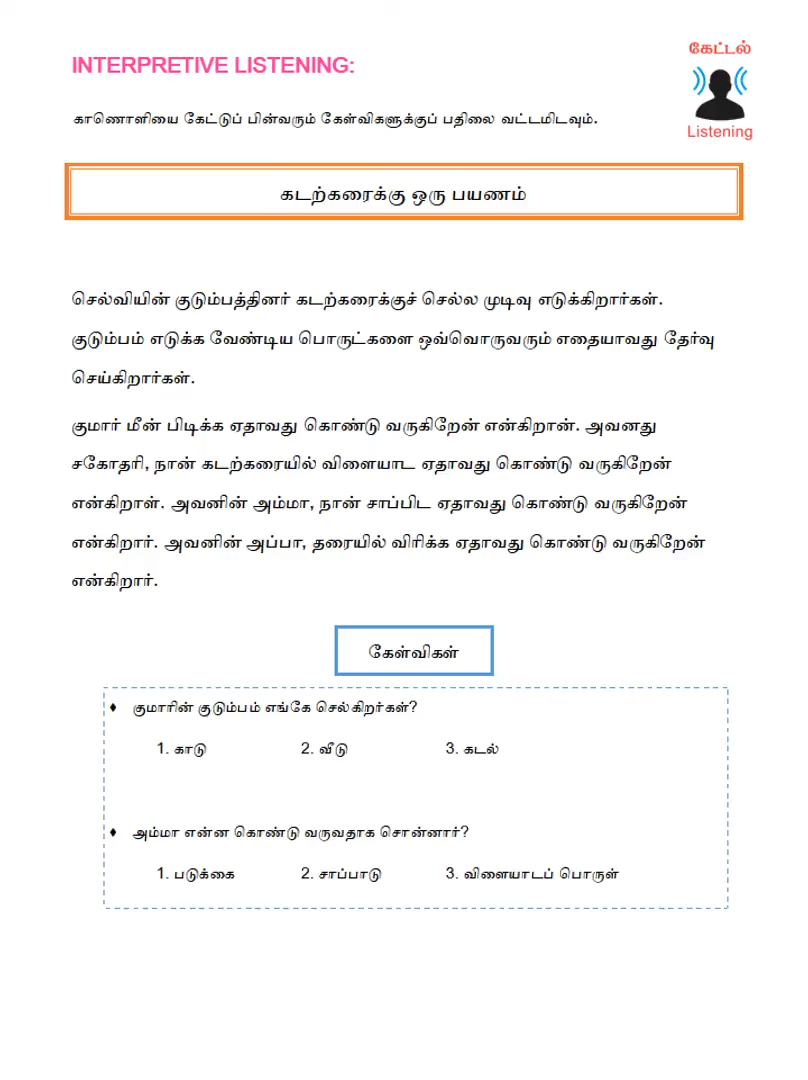 INTERPRETIVE LISTENING:
கேட்டல்
Listening
காணொளியை கேட்டுப் பின்வரும் கேள்விகளுக்குப் பதிலை வட்டமிடவும்.
கடற்கரைக்கு ஒரு பயணம்
செல்வியின் குடும்பத்தினர் கடற்கரைக்குச் செல்ல முடிவு எடுக்கிறார்கள்.
குடும்பம் எடுக்க வேண்டிய பொருட்களை ஒவ்வொருவரும் எதையாவது தேர்வு
செய்கிறார்கள்.
குமார் மீன் பிடிக்க ஏதாவது கொண்டு வருகிறேன் என்கிறான். அவனது
சகோதரி, நான் கடற்கரையில் விளையாட ஏதாவது கொண்டு வருகிறேன்
என்கிறாள். அவனின் அம்மா, நான் சாப்பிட ஏதாவது கொண்டு வருகிறேன்
என்கிறார். அவனின் அப்பா, தரையில் விரிக்க ஏதாவது கொண்டு வருகிறேன்
என்கிறார்.
கேள்விகள்
♦ குமாரின் குடும்பம் எங்கே செல்கிறர்கள்?
1. காடு 2. வீடு 3. கடல்
♦ அம்மா என்ன கொண்டு வருவதாக சொன்னார்?
1. படுக்கை 2. சாப்பாடு 3. விளையாடப் பொருள்